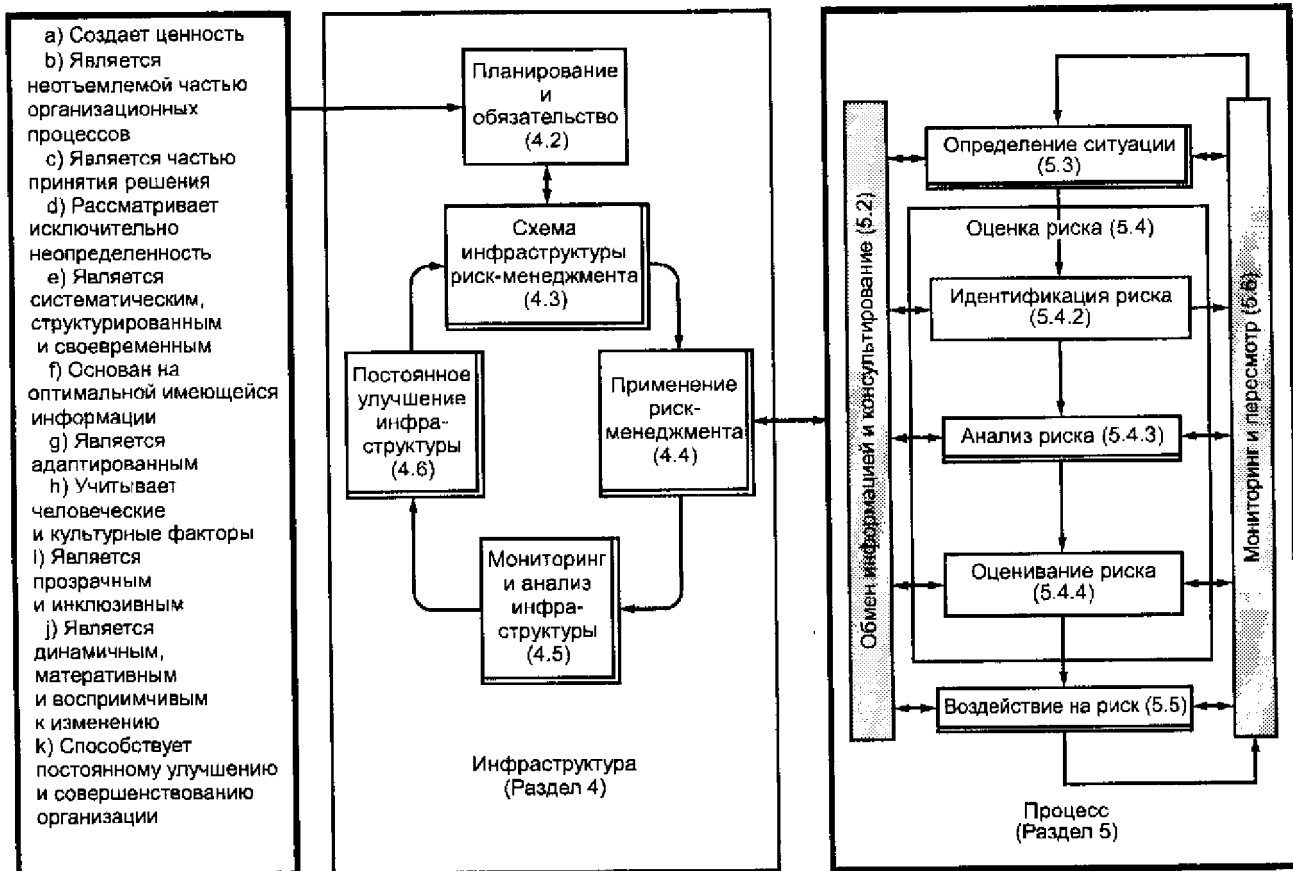 a) Создает ценность
b) Является
неотъемлемой частью
организационных
процессов
c) Является частью
принятия решения
d) Рассматривает
исключительно
неопределенность
e) Является
систематическим,
структурированным
и своевременным
f) Основан на
оптимальной имеющейся
информации
g) Является
адаптированным
h) Учитывает
человеческие
и культурные факторы
i) Является
прозрачным
и инклюзивным
j) Является
динамичным,
матеративным
и восприимчивым
к изменению
k) Способствует
постоянному улучшению
и совершенствованию
организации
Планирование
и
обязательство
(4.2)
Схема
инфраструктуры
риск-менеджмента
(4.3)
Постоянное
улучшение
инфра-
структуры
(4.6)
Применение
риск-
менеджмента
(4.4)
Мониторинг
и анализ
инфра-
структуры
(4.5)
Инфраструктура
(Раздел 4)
Обмен информацией и консультирование (5.2)
Определение ситуации
(5.3)
Оценка риска (5.4)
Идентификация риска
(5.4.2)
Анализ риска (5.4.3)
Оценивание риска
(5.4.4)
Воздействие на риск (5.5)
Мониторинг и пересмотр (5.6)
Процесс
(Раздел 5)